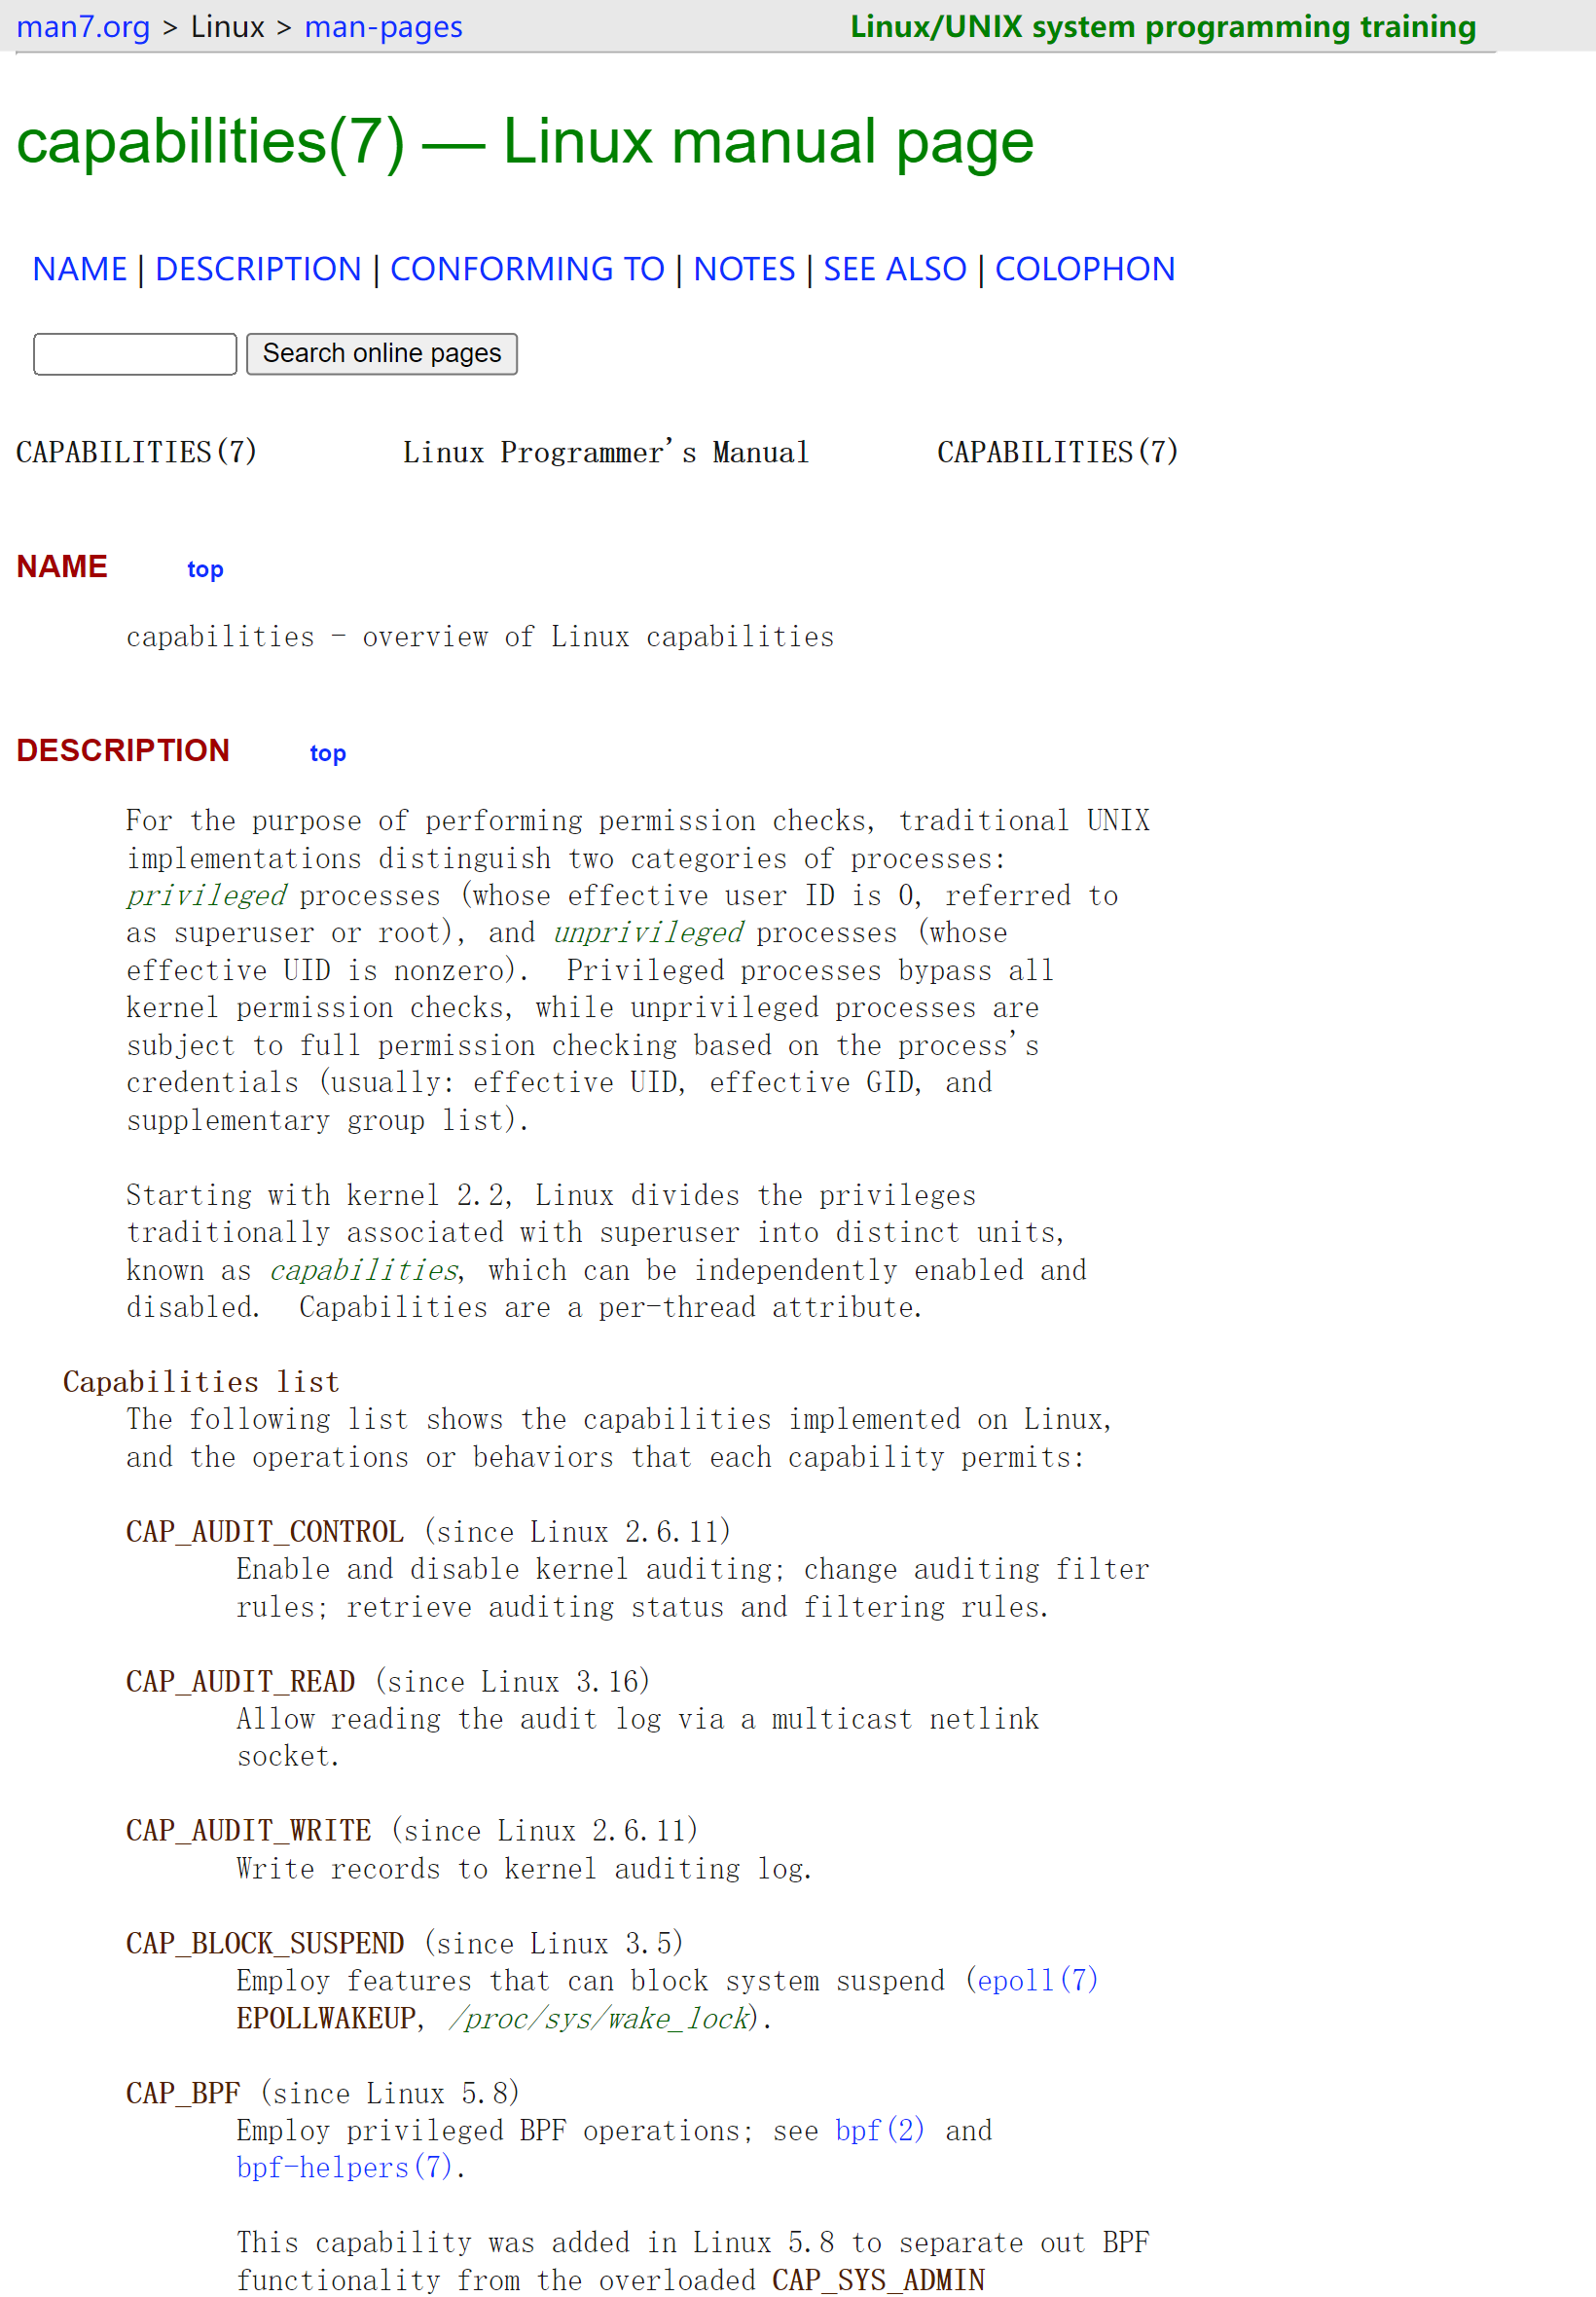 man7.org > Linux > man-pages Linux/UNIX system programming training
capabilities(7) — Linux manual page
NAME | DESCRIPTION | CONFORMING TO | NOTES | SEE ALSO | COLOPHON
Search online pages
CAPABILITIES(7) Linux Programmer's Manual CAPABILITIES(7)
NAME top
capabilities - overview of Linux capabilities
DESCRIPTION top
For the purpose of performing permission checks, traditional UNIX
implementations distinguish two categories of processes:
privileged processes (whose effective user ID is 0, referred to
as superuser or root), and unprivileged processes (whose
effective UID is nonzero).  Privileged processes bypass all
kernel permission checks, while unprivileged processes are
subject to full permission checking based on the process's
credentials (usually: effective UID, effective GID, and
supplementary group list).
Starting with kernel 2.2, Linux divides the privileges
traditionally associated with superuser into distinct units,
known as capabilities, which can be independently enabled and
disabled.  Capabilities are a per-thread attribute.
Capabilities list
The following list shows the capabilities implemented on Linux,
and the operations or behaviors that each capability permits:
CAP_AUDIT_CONTROL (since Linux 2.6.11)
Enable and disable kernel auditing; change auditing filter
rules; retrieve auditing status and filtering rules.
CAP_AUDIT_READ (since Linux 3.16)
Allow reading the audit log via a multicast netlink
socket.
CAP_AUDIT_WRITE (since Linux 2.6.11)
Write records to kernel auditing log.
CAP_BLOCK_SUSPEND (since Linux 3.5)
Employ features that can block system suspend (epoll(7)
EPOLLWAKEUP, /proc/sys/wake_lock).
CAP_BPF (since Linux 5.8)
Employ privileged BPF operations; see bpf(2) and
bpf-helpers(7).
This capability was added in Linux 5.8 to separate out BPF
functionality from the overloaded CAP_SYS_ADMIN